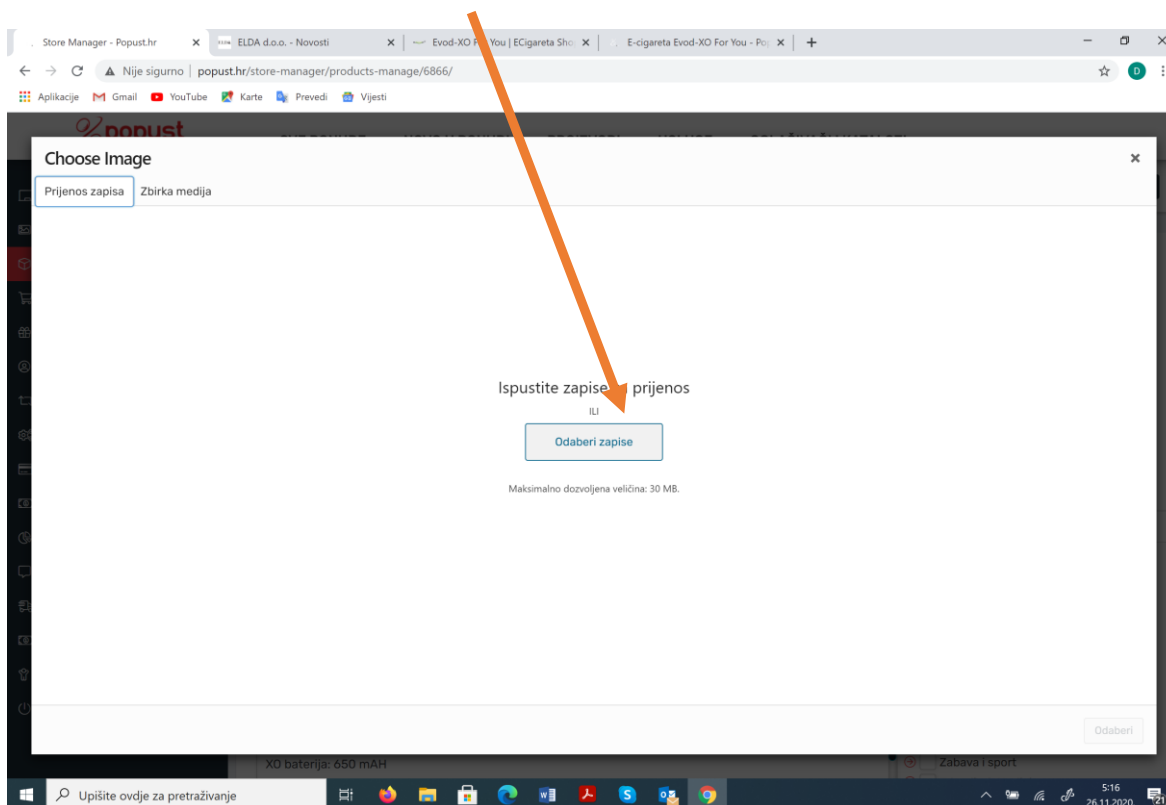 Store Manager - Popust.hr
ELDA d.o.o. - Novosti
Evod-XO For You | ECigareta Sho
E-cigareta Evod-XO For You - Po
Nije sigurno | popust.hr/store-manager/products-manage/6866/
D
Aplikacije Gmail YouTube Karte Prevedi Vijesti
popust
Choose Image
Prijenos zapisa Zbirka medija
Ispustite zapise prijenos
ILI
Odaberi zapise
Maksimalno dozvoljena veličina: 30 MB.
Odaberi
XO baterija: 650 mAH
Zabava i sport
Upišite ovdje za pretraživanje
5:16
26.11.2020.
21